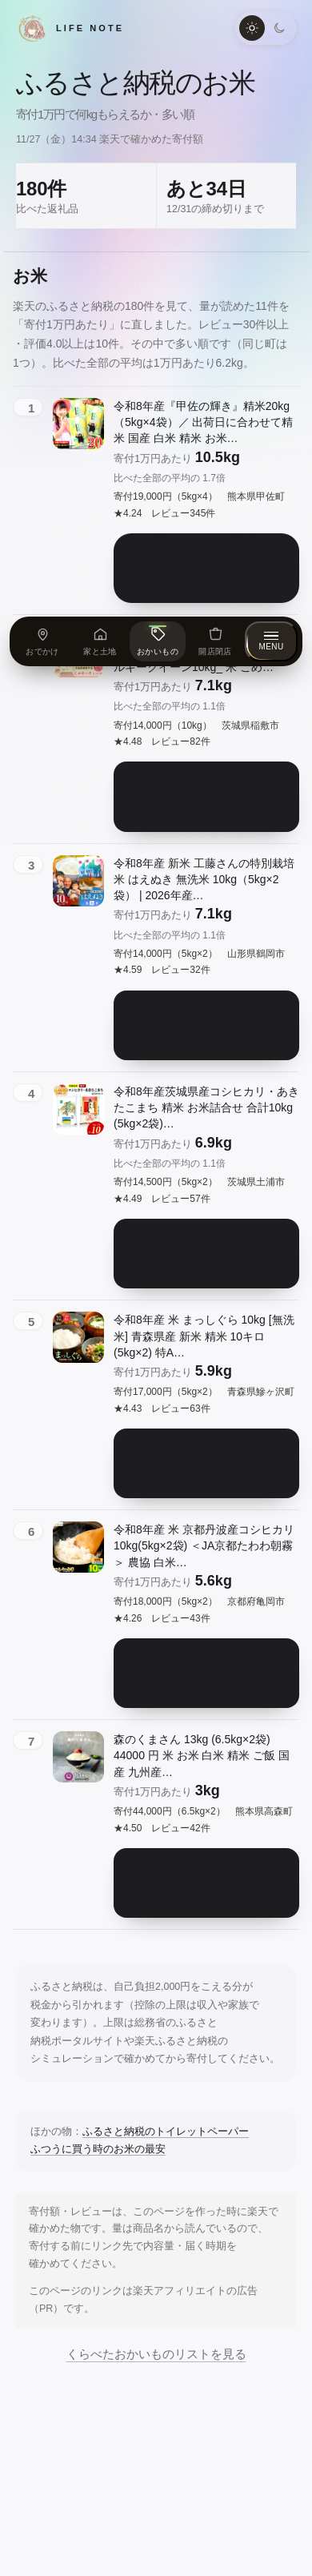 LIFE NOTE
ふるさと納税のお米
寄付1万円で何kgもらえるか・多い順
11/27（金）14:34 楽天で確かめた寄付額
180件
比べた返礼品
あと34日
12/31の締め切りまで
お米
楽天のふるさと納税の180件を見て、量が読めた11件を
「寄付1万円あたり」に直しました。レビュー30件以上
・評価4.0以上は10件。その中で多い順です（同じ町は
1つ）。比べた全部の平均は1万円あたり6.2kg。
1
令和8年産『甲佐の輝き』精米20kg
（5kg×4袋）／ 出荷日に合わせて精
米 国産 白米 精米 お米…
寄付1万円あたり 10.5kg
比べた全部の平均の 1.7倍
寄付19,000円（5kg×4） 熊本県甲佐町
★4.24 レビュー345件
おでかけ
家と土地
おかいもの
開店閉店
MENU
ルキークイーン10kg_ 米 こめ…
寄付1万円あたり 7.1kg
比べた全部の平均の 1.1倍
寄付14,000円（10kg） 茨城県稲敷市
★4.48 レビュー82件
3
令和8年産 新米 工藤さんの特別栽培
米 はえぬき 無洗米 10kg（5kg×2
袋） | 2026年産…
寄付1万円あたり 7.1kg
比べた全部の平均の 1.1倍
寄付14,000円（5kg×2） 山形県鶴岡市
★4.59 レビュー32件
4
令和8年産茨城県産コシヒカリ・あき
たこまち 精米 お米詰合せ 合計10kg
(5kg×2袋)…
寄付1万円あたり 6.9kg
比べた全部の平均の 1.1倍
寄付14,500円（5kg×2） 茨城県土浦市
★4.49 レビュー57件
5
令和8年産 米 まっしぐら 10kg [無洗
米] 青森県産 新米 精米 10キロ
(5kg×2) 特A…
寄付1万円あたり 5.9kg
寄付17,000円（5kg×2） 青森県鰺ヶ沢町
★4.43 レビュー63件
6
令和8年産 米 京都丹波産コシヒカリ
10kg(5kg×2袋) ＜JA京都たわわ朝霧
＞ 農協 白米…
寄付1万円あたり 5.6kg
寄付18,000円（5kg×2） 京都府亀岡市
★4.26 レビュー43件
7
森のくまさん 13kg (6.5kg×2袋)
44000 円 米 お米 白米 精米 ご飯 国
産 九州産…
寄付1万円あたり 3kg
寄付44,000円（6.5kg×2） 熊本県高森町
★4.50 レビュー42件
ふるさと納税は、自己負担2,000円をこえる分が
税金から引かれます（控除の上限は収入や家族で
変わります）。上限は総務省のふるさと
納税ポータルサイトや楽天ふるさと納税の
シミュレーションで確かめてから寄付してください。
ほかの物：ふるさと納税のトイレットペーパー
ふつうに買う時のお米の最安
寄付額・レビューは、このページを作った時に楽天で
確かめた物です。量は商品名から読んでいるので、
寄付する前にリンク先で内容量・届く時期を
確かめてください。
このページのリンクは楽天アフィリエイトの広告
（PR）です。
くらべたおかいものリストを見る